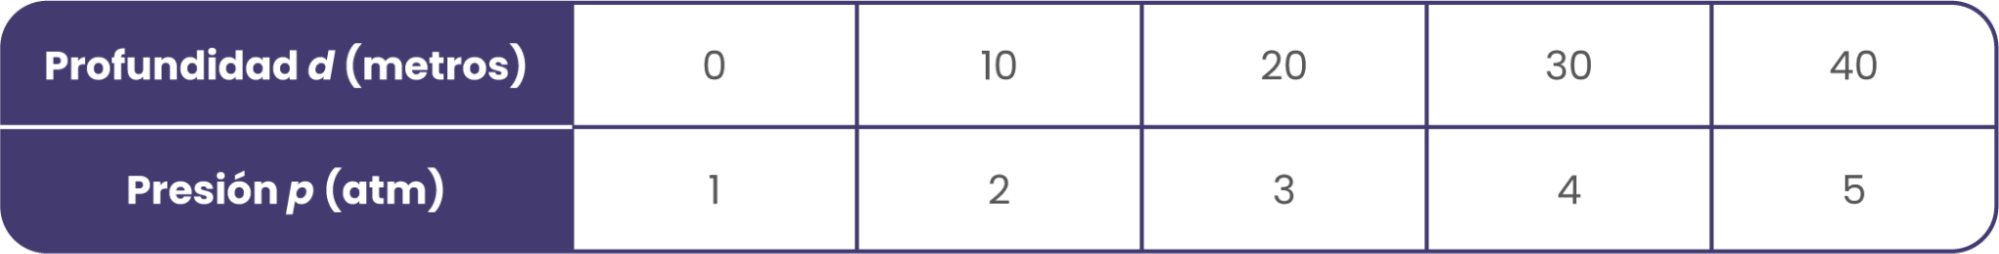 Profundidad d (metros) 0 10 20 30 40
Presión p (atm) 1 2 3 4 5